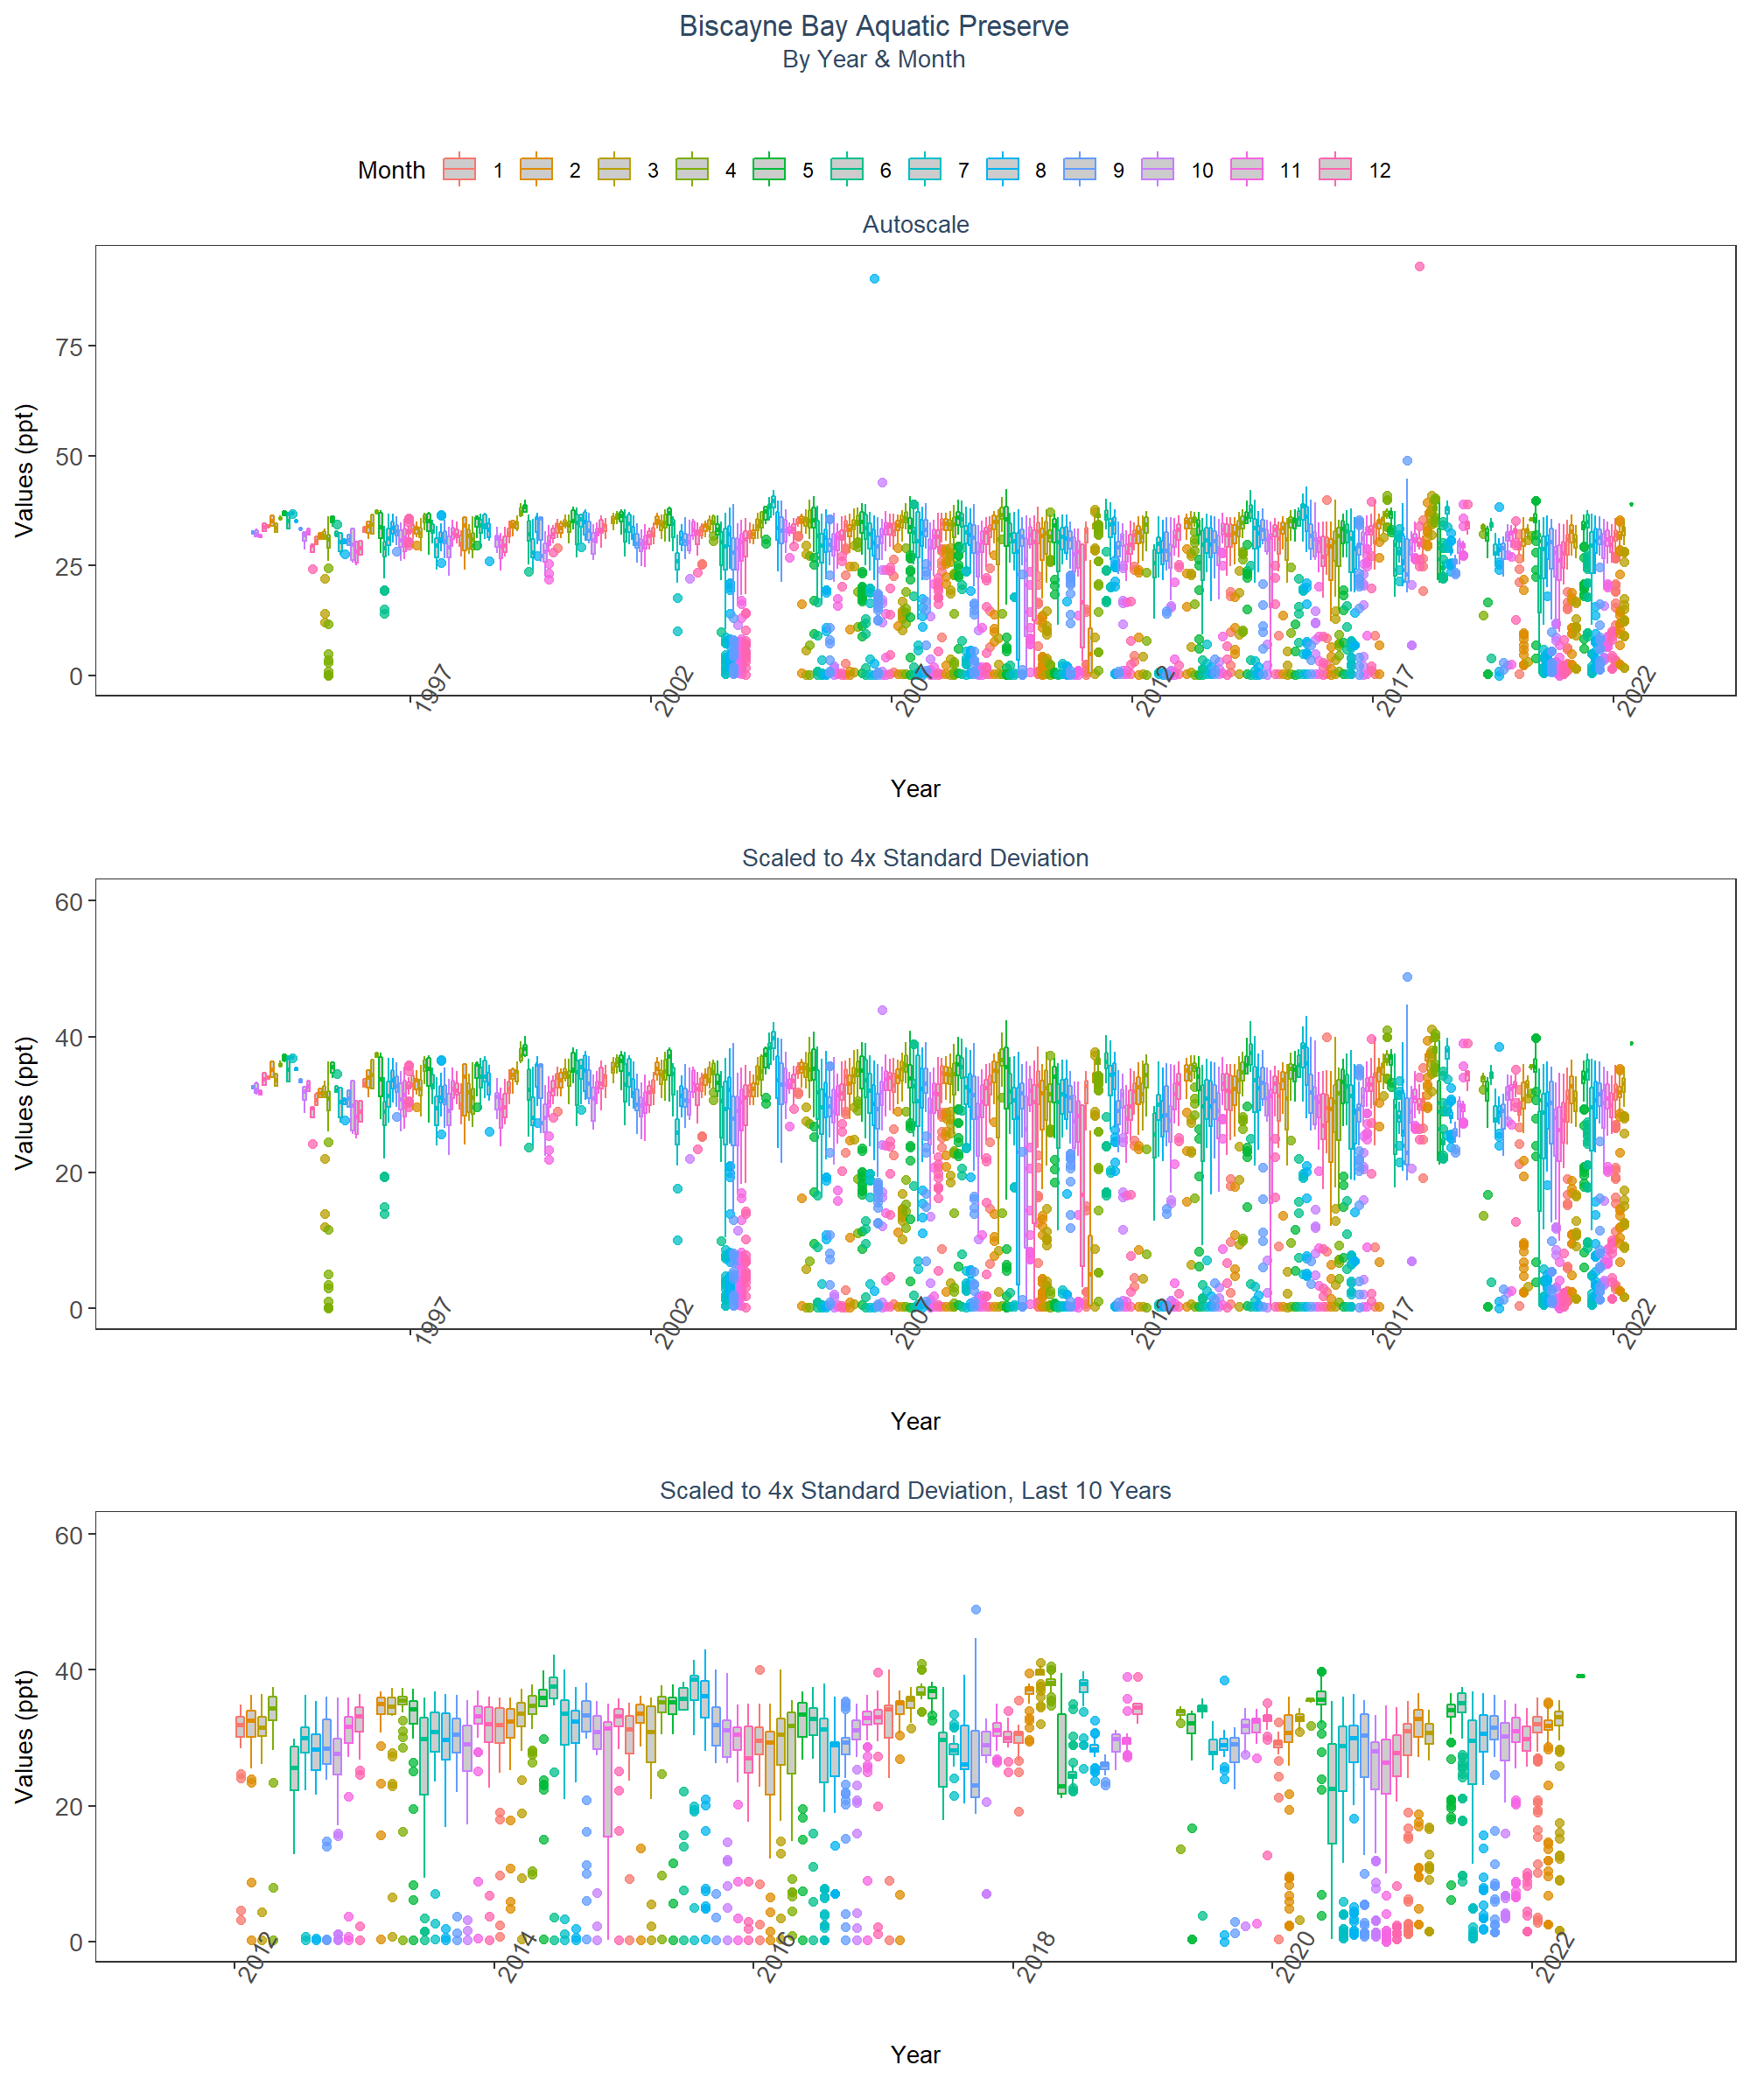 Biscayne Bay Aquatic Preserve
By Year & Month
Month 1 2 3 4 5 6 7 8 9 10 11 12
Autoscale
Values (ppt)
75
50
25
0
1997 2002 2007 2012 2017 2022
Year
Scaled to 4x Standard Deviation
Values (ppt)
60
40
20
0
1997 2002 2007 2012 2017 2022
Year
Scaled to 4x Standard Deviation, Last 10 Years
Values (ppt)
60
40
20
0
2012 2014 2016 2018 2020 2022
Year